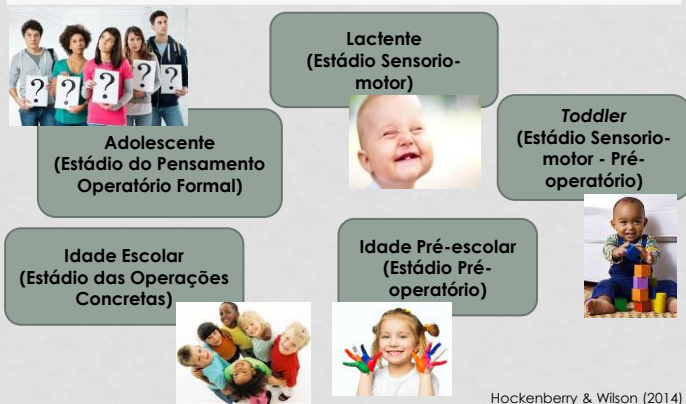 Lactente
(Estádio Sensorio-
motor)
Toddler
(Estádio Sensorio-
motor - Pré-
operatório)
Idade Pré-escolar
(Estádio Pré-
operatório)
Idade Escolar
(Estádio das Operações
Concretas)
Adolescente
(Estádio do Pensamento
Operatório Formal)
?
?
?
?
?
Hockenberry & Wilson (2014)